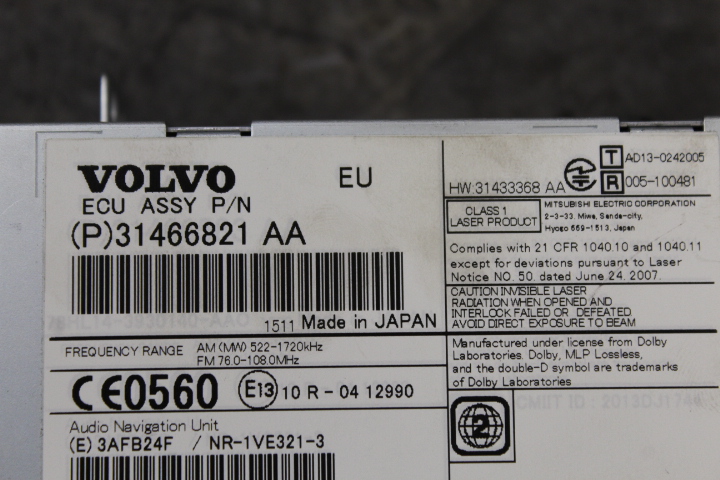 VOLVO EU
ECU ASSY P/N
(P)31466821 AA
1511 Made in JAPAN
FREQUENCY RANGE AM (MW) 522-1720kHz
FM 76.0-108.0MHz
CE0560 E13 10 R - 04 12990
Audio Navigation Unit
(E) 3AFB24F / NR-1VE321-3
HW:31433368 AA
T AD13-0242005
R 005-100481
CLASS 1
LASER PRODUCT
MITSUBISHI ELECTRIC CORPORATION
2-3-33, Miwa, Sanda-city,
Hyogo 669-1513, Japan
Complies with 21 CFR 1040.10 and 1040.11
except for deviations pursuant to Laser
Notice NO. 50, dated June 24, 2007.
CAUTION INVISIBLE LASER
RADIATION WHEN OPENED AND
INTERLOCK FAILED OR DEFEATED.
AVOID DIRECT EXPOSURE TO BEAM
Manufactured under license from Dolby
Laboratories. Dolby, MLP Lossless,
and the double-D symbol are trademarks
of Dolby Laboratories
2